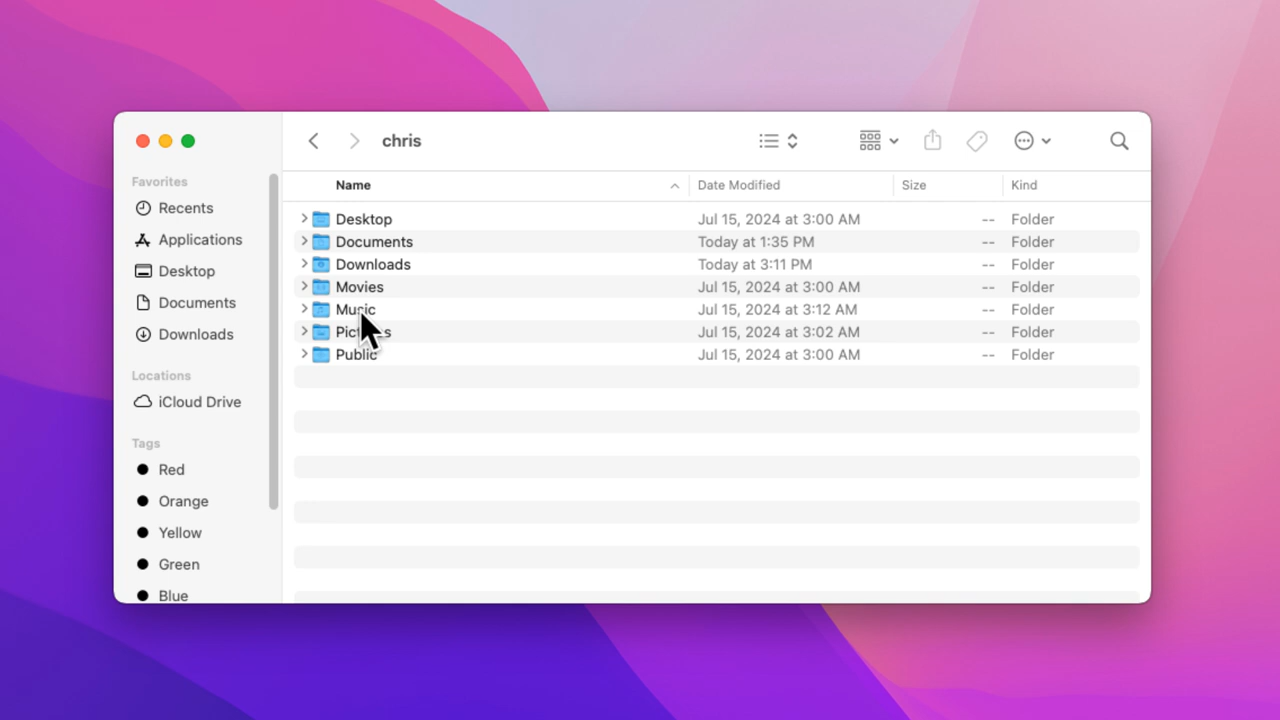 chris
Favorites
Recents
Applications
Desktop
Documents
Downloads
Locations
iCloud Drive
Tags
Red
Orange
Yellow
Green
Blue
Name Date Modified Size Kind
Desktop Jul 15, 2024 at 3:00 AM -- Folder
Documents Today at 1:35 PM -- Folder
Downloads Today at 3:11 PM -- Folder
Movies Jul 15, 2024 at 3:00 AM -- Folder
Music Jul 15, 2024 at 3:12 AM -- Folder
Pictures Jul 15, 2024 at 3:02 AM -- Folder
Public Jul 15, 2024 at 3:00 AM -- Folder